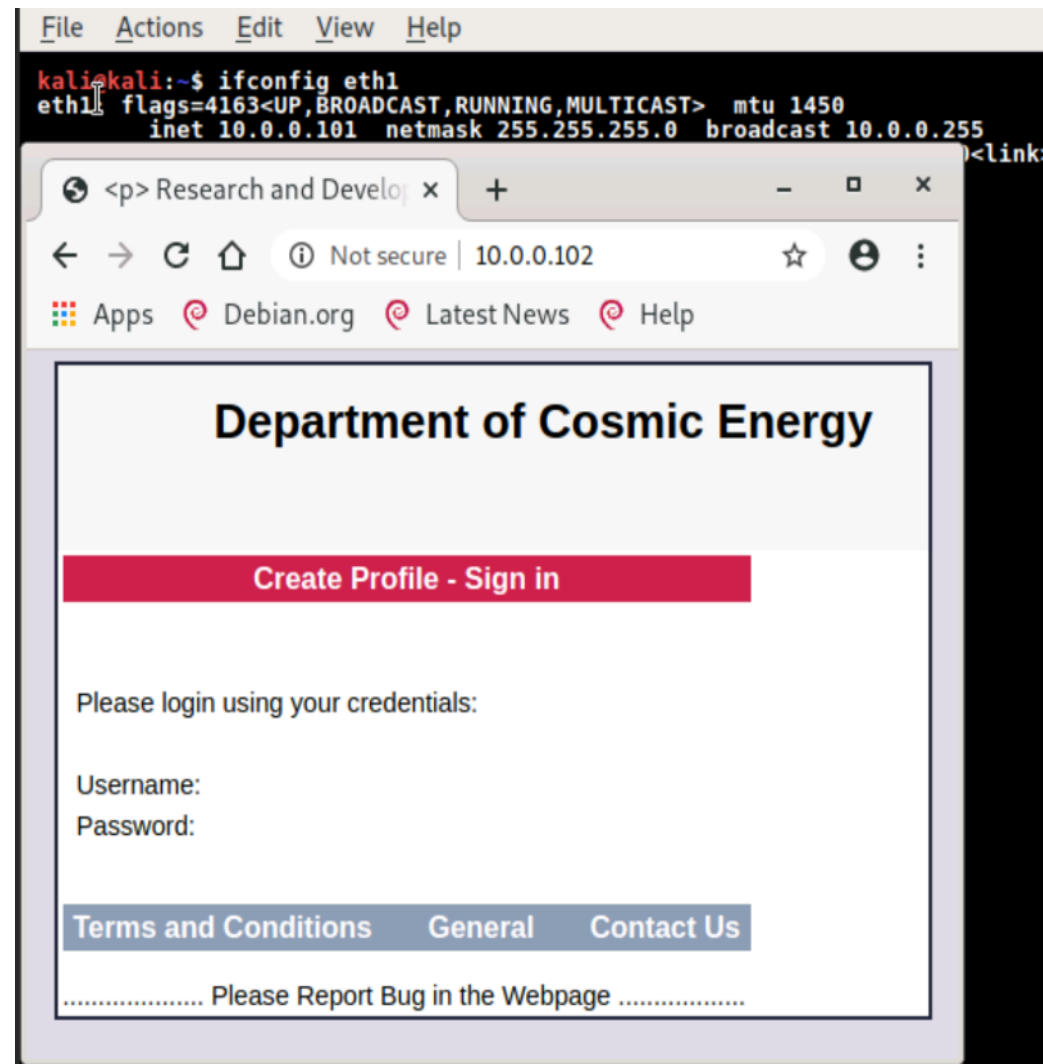 File Actions Edit View Help
kali@kali:~$ ifconfig eth1
eth1: flags=4163<UP,BROADCAST,RUNNING,MULTICAST> mtu 1450
inet 10.0.0.101 netmask 255.255.255.0 broadcast 10.0.0.255
<link>
<p> Research and Develop
Not secure 10.0.0.102
Apps Debian.org Latest News Help
Department of Cosmic Energy
Create Profile - Sign in
Please login using your credentials:
Username:
Password:
Terms and Conditions General Contact Us
.................... Please Report Bug in the Webpage ..................